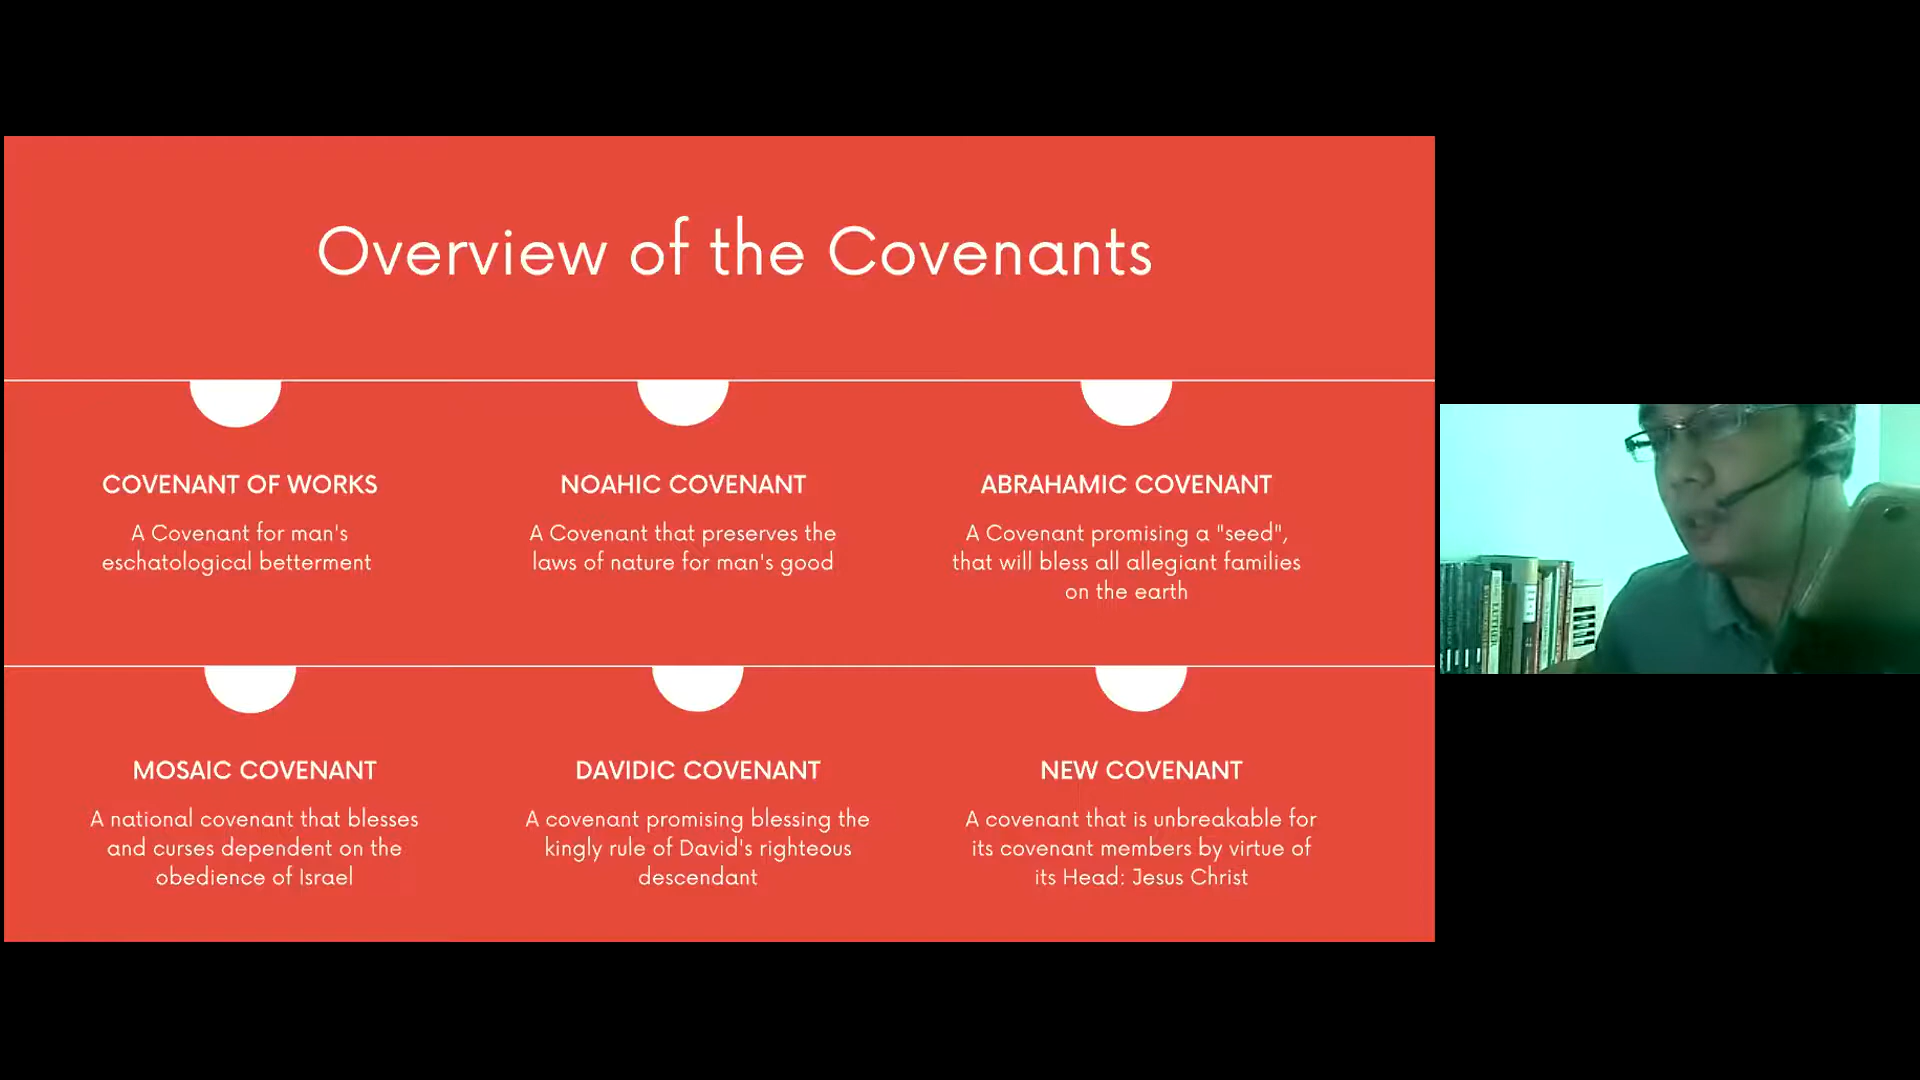 Overview of the Covenants
COVENANT OF WORKS
A Covenant for man's
eschatological betterment
NOAHIC COVENANT
A Covenant that preserves the
laws of nature for man's good
ABRAHAMIC COVENANT
A Covenant promising a "seed",
that will bless all allegiant families
on the earth
MOSAIC COVENANT
A national covenant that blesses
and curses dependent on the
obedience of Israel
DAVIDIC COVENANT
A covenant promising blessing the
kingly rule of David's righteous
descendant
NEW COVENANT
A covenant that is unbreakable for
its covenant members by virtue of
its Head: Jesus Christ